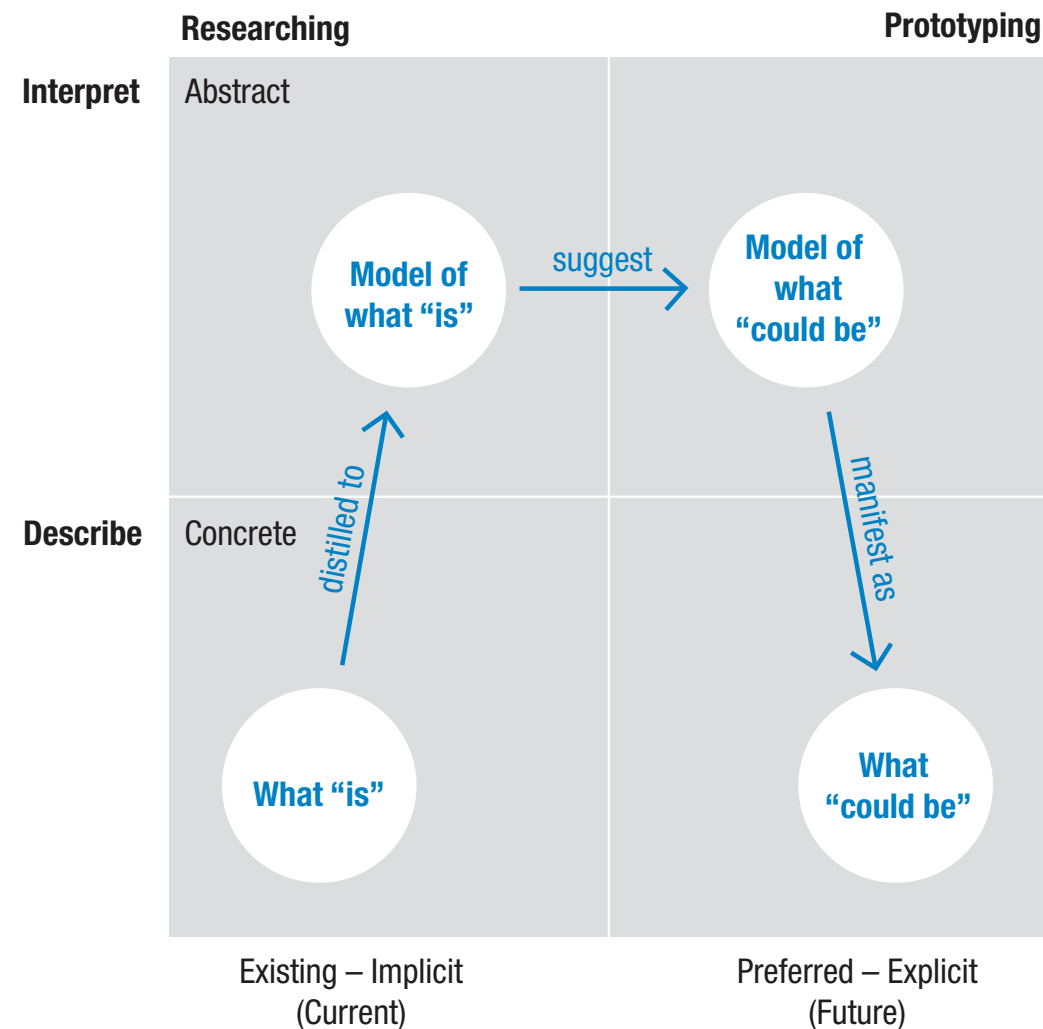 Researching
Prototyping
Interpret
Abstract
Model of
what “is”
suggest
Model of
what
“could be”
distilled to
manifest as
Describe
Concrete
What “is”
What
“could be”
Existing – Implicit
(Current)
Preferred – Explicit
(Future)